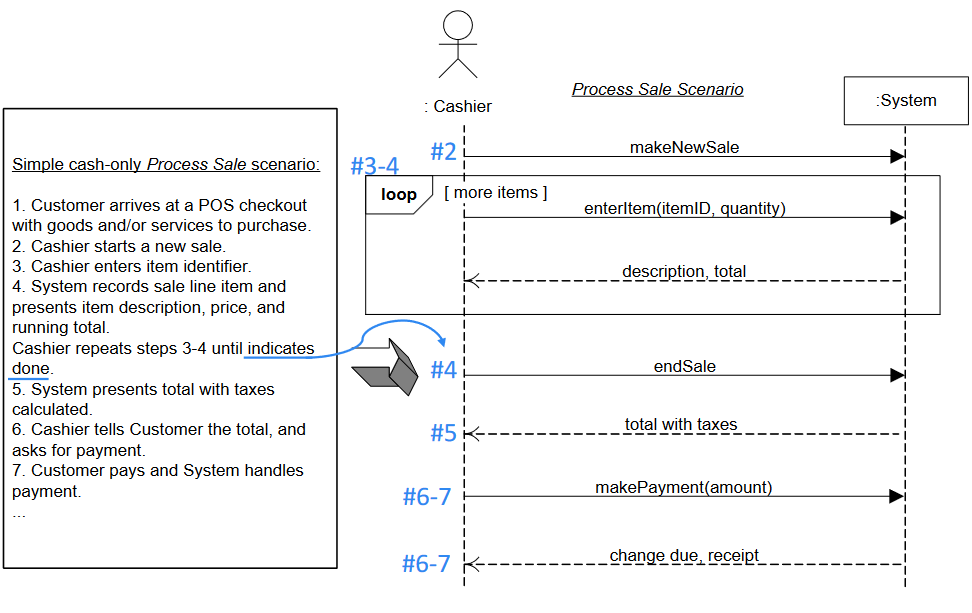 : Cashier
Process Sale Scenario
:System
Simple cash-only Process Sale scenario:
1. Customer arrives at a POS checkout
with goods and/or services to purchase.
2. Cashier starts a new sale.
3. Cashier enters item identifier.
4. System records sale line item and
presents item description, price, and
running total.
Cashier repeats steps 3-4 until indicates
done.
5. System presents total with taxes
calculated.
6. Cashier tells Customer the total, and
asks for payment.
7. Customer pays and System handles
payment.
...
#2
makeNewSale
#3-4
loop
[ more items ]
enterItem(itemID, quantity)
description, total
#4
endSale
#5
total with taxes
#6-7
makePayment(amount)
#6-7
change due, receipt